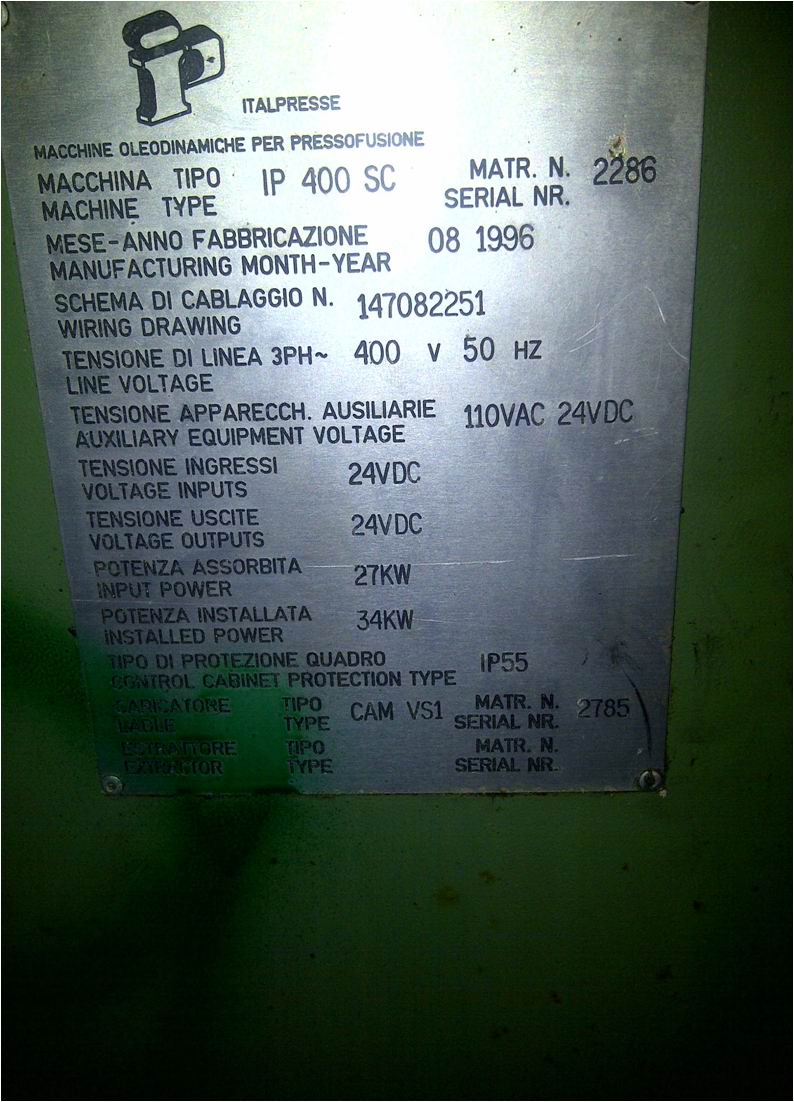 ITALPRESSE
MACCHINE OLEODINAMICHE PER PRESSOFUSIONE
MACCHINA TIPO IP 400 SC MATR. N. 2286
MACHINE TYPE SERIAL NR.
MESE-ANNO FABBRICAZIONE 08 1996
MANUFACTURING MONTH-YEAR
SCHEMA DI CABLAGGIO N. 147082251
WIRING DRAWING
TENSIONE DI LINEA 3PH~ 400 V 50 HZ
LINE VOLTAGE
TENSIONE APPARECCH. AUSILIARIE 110VAC 24VDC
AUXILIARY EQUIPMENT VOLTAGE
TENSIONE INGRESSI 24VDC
VOLTAGE INPUTS
TENSIONE USCITE 24VDC
VOLTAGE OUTPUTS
POTENZA ASSORBITA 27KW
INPUT POWER
POTENZA INSTALLATA 34KW
INSTALLED POWER
TIPO DI PROTEZIONE QUADRO IP55
CONTROL CABINET PROTECTION TYPE
CARICATORE TIPO CAM VS1 MATR. N. 2785
LADLE TYPE SERIAL NR.
ESTRATTORE TIPO MATR. N.
EXTRACTOR TYPE SERIAL NR.